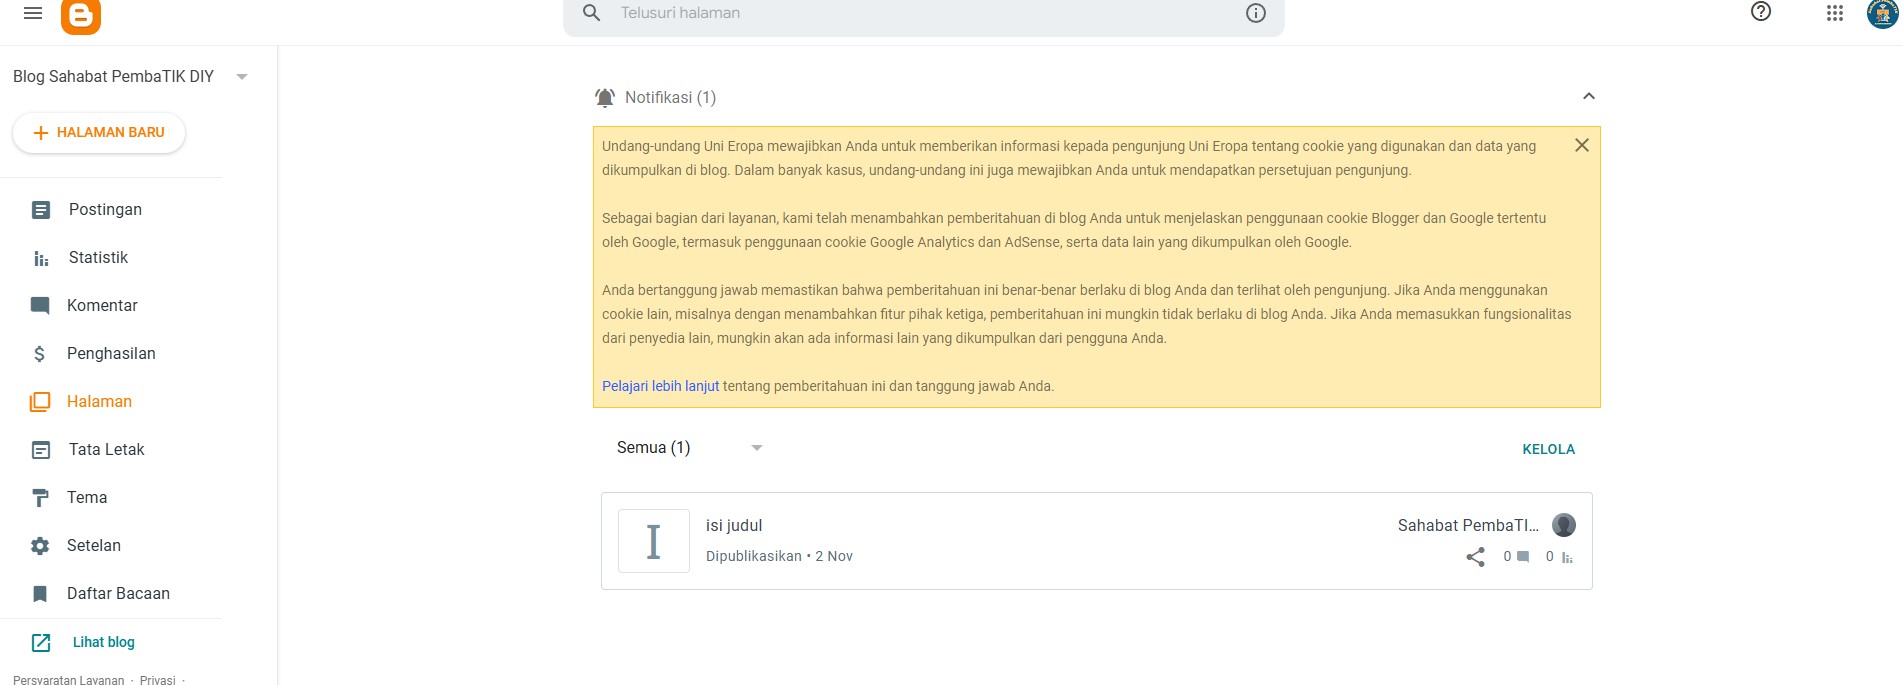 Telusuri halaman
Blog Sahabat PembaTIK DIY
HALAMAN BARU
Postingan
Statistik
Komentar
Penghasilan
Halaman
Tata Letak
Tema
Setelan
Daftar Bacaan
Lihat blog
Persyaratan Layanan · Privasi ·
Notifikasi (1)
Undang-undang Uni Eropa mewajibkan Anda untuk memberikan informasi kepada pengunjung Uni Eropa tentang cookie yang digunakan dan data yang
dikumpulkan di blog. Dalam banyak kasus, undang-undang ini juga mewajibkan Anda untuk mendapatkan persetujuan pengunjung.
Sebagai bagian dari layanan, kami telah menambahkan pemberitahuan di blog Anda untuk menjelaskan penggunaan cookie Blogger dan Google tertentu
oleh Google, termasuk penggunaan cookie Google Analytics dan AdSense, serta data lain yang dikumpulkan oleh Google.
Anda bertanggung jawab memastikan bahwa pemberitahuan ini benar-benar berlaku di blog Anda dan terlihat oleh pengunjung. Jika Anda menggunakan
cookie lain, misalnya dengan menambahkan fitur pihak ketiga, pemberitahuan ini mungkin tidak berlaku di blog Anda. Jika Anda memasukkan fungsionalitas
dari penyedia lain, mungkin akan ada informasi lain yang dikumpulkan dari pengguna Anda.
Pelajari lebih lanjut tentang pemberitahuan ini dan tanggung jawab Anda.
Semua (1)
KELOLA
I
isi judul
Sahabat PembaTI...
Dipublikasikan • 2 Nov
0 0